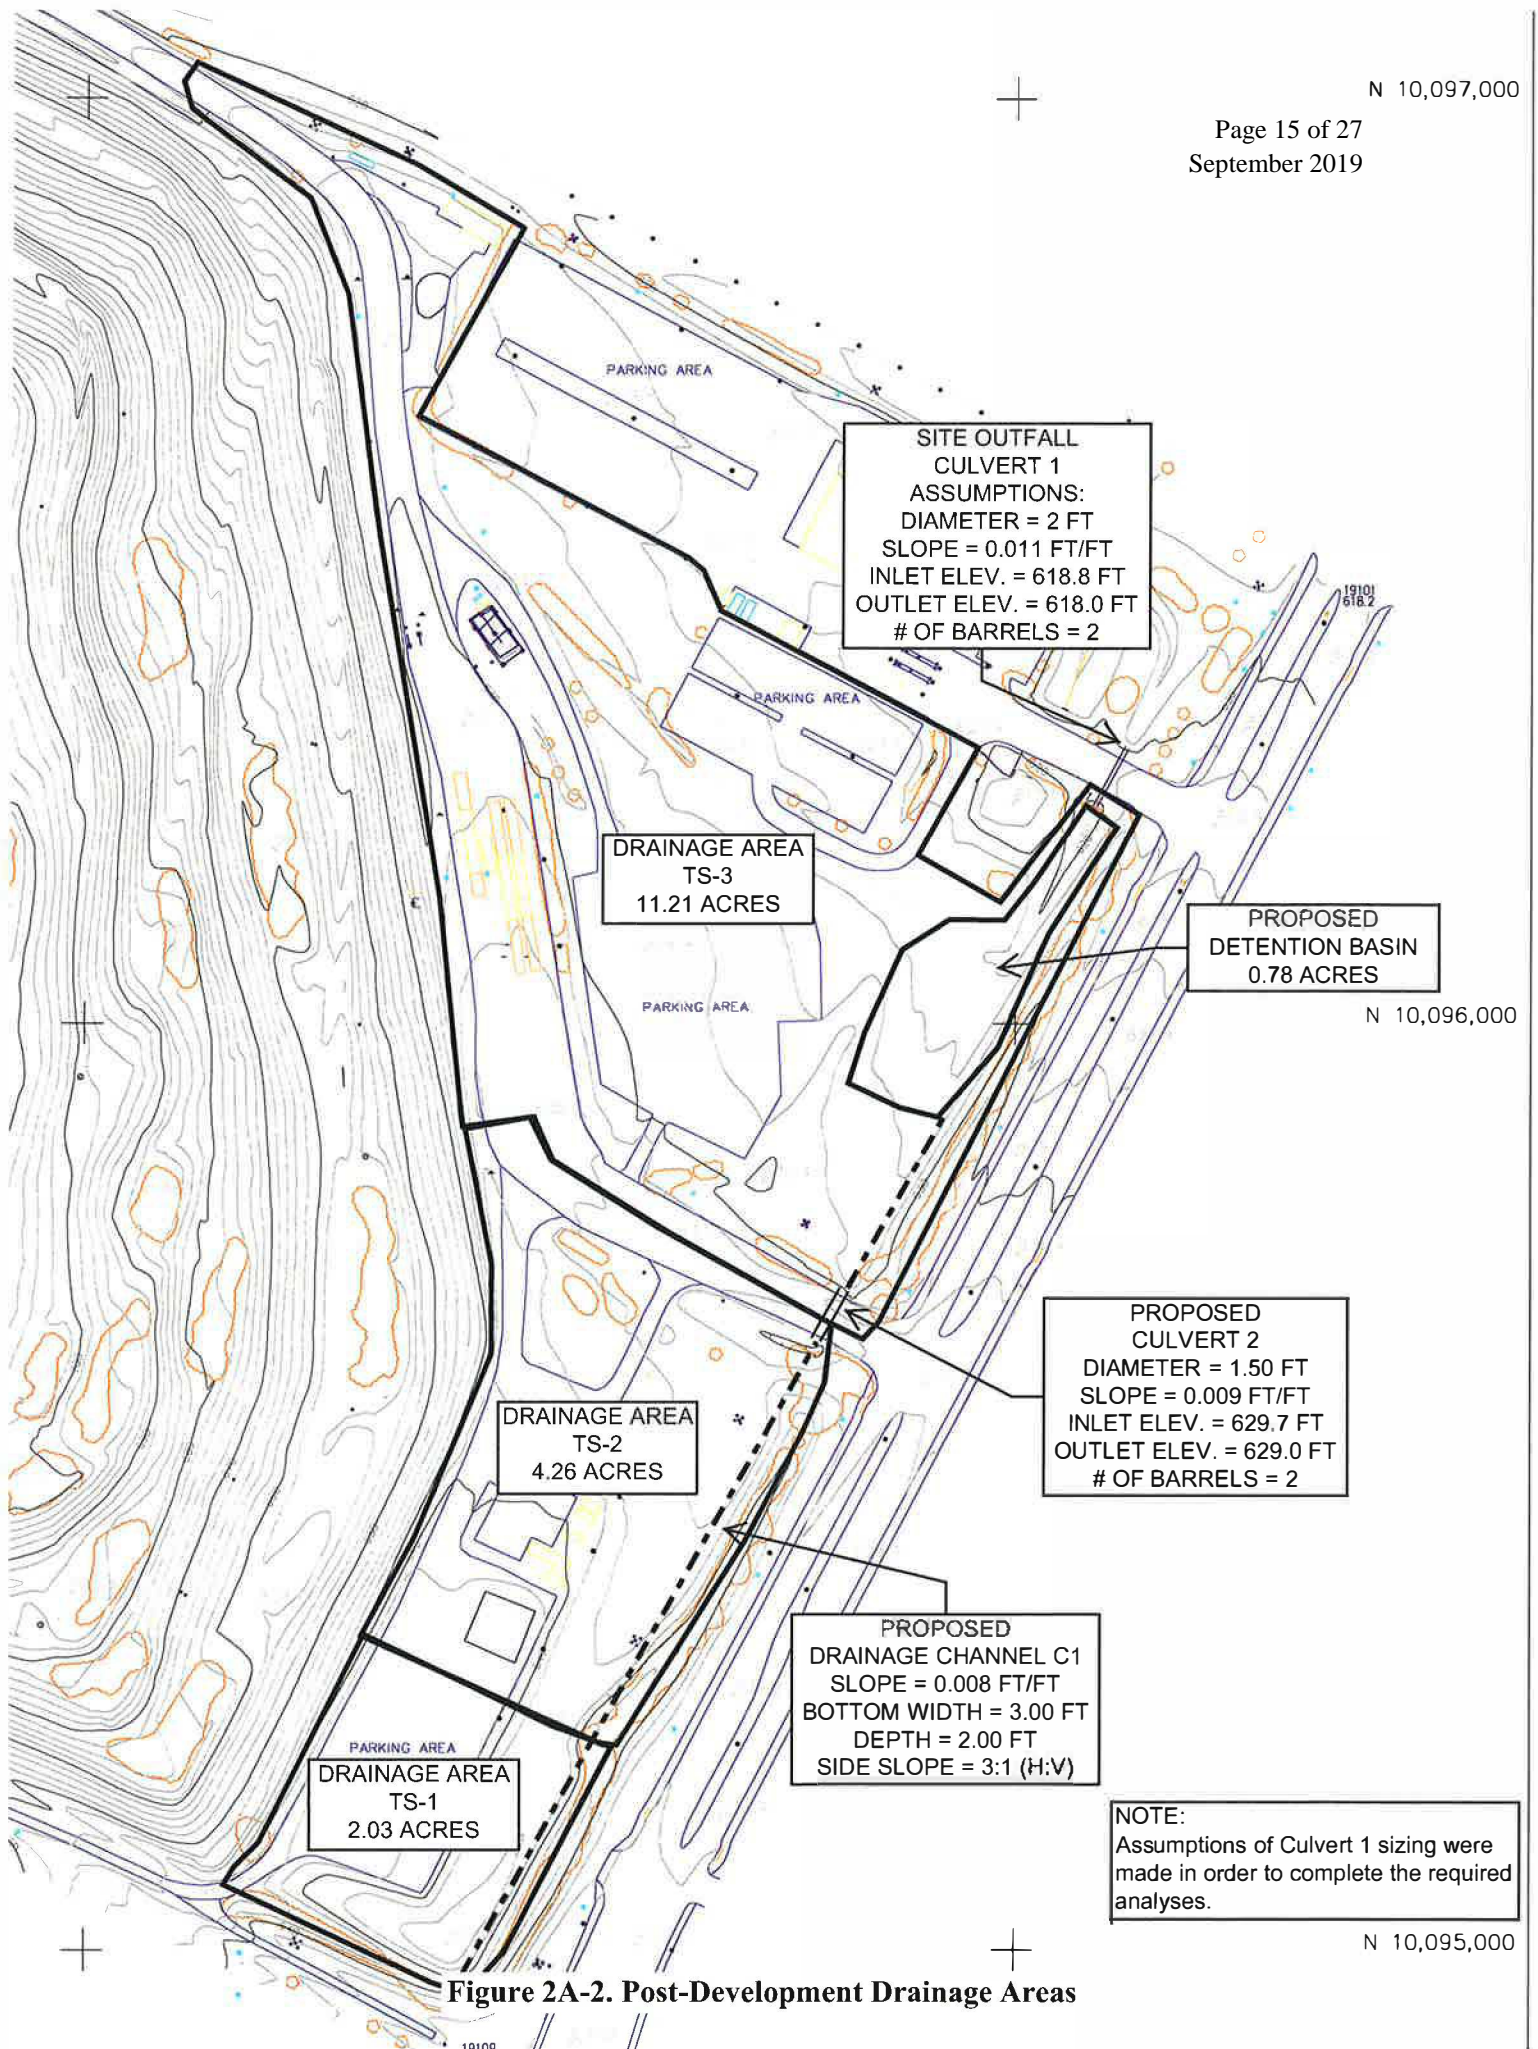 N 10,097,000
Page 15 of 27
September 2019
PARKING AREA
SITE OUTFALL
CULVERT 1
ASSUMPTIONS:
DIAMETER = 2 FT
SLOPE = 0.011 FT/FT
INLET ELEV. = 618.8 FT
OUTLET ELEV. = 618.0 FT
# OF BARRELS = 2
19101
618.2
PARKING AREA
DRAINAGE AREA
TS-3
11.21 ACRES
PROPOSED
DETENTION BASIN
0.78 ACRES
PARKING AREA
N 10,096,000
PROPOSED
CULVERT 2
DIAMETER = 1.50 FT
SLOPE = 0.009 FT/FT
INLET ELEV. = 629.7 FT
OUTLET ELEV. = 629.0 FT
# OF BARRELS = 2
DRAINAGE AREA
TS-2
4.26 ACRES
PROPOSED
DRAINAGE CHANNEL C1
SLOPE = 0.008 FT/FT
BOTTOM WIDTH = 3.00 FT
DEPTH = 2.00 FT
SIDE SLOPE = 3:1 (H:V)
PARKING AREA
DRAINAGE AREA
TS-1
2.03 ACRES
NOTE:
Assumptions of Culvert 1 sizing were
made in order to complete the required
analyses.
N 10,095,000
Figure 2A-2. Post-Development Drainage Areas